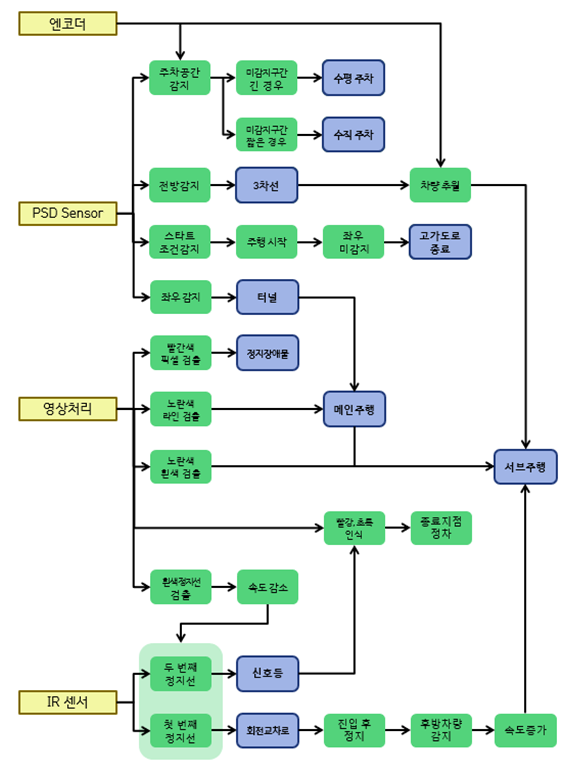 엔코더
주차공간
감지
미감지구간
긴 경우
수평 주차
미감지구간
짧은 경우
수직 주차
전방감지
3차선
차량 추월
PSD Sensor
스타트
조건감지
주행 시작
좌우
미감지
고가도로
종료
좌우 감지
터널
빨간색
픽셀 검출
정지장애물
영상처리
노란색
라인 검출
메인주행
노란색
흰색 검출
서브주행
빨강, 초록
인식
종료지점
정차
흰색정지선
검출
속도 감소
두 번째
정지선
신호등
IR 센서
첫 번째
정지선
회전교차로
진입 후
정지
후방차량
감지
속도증가